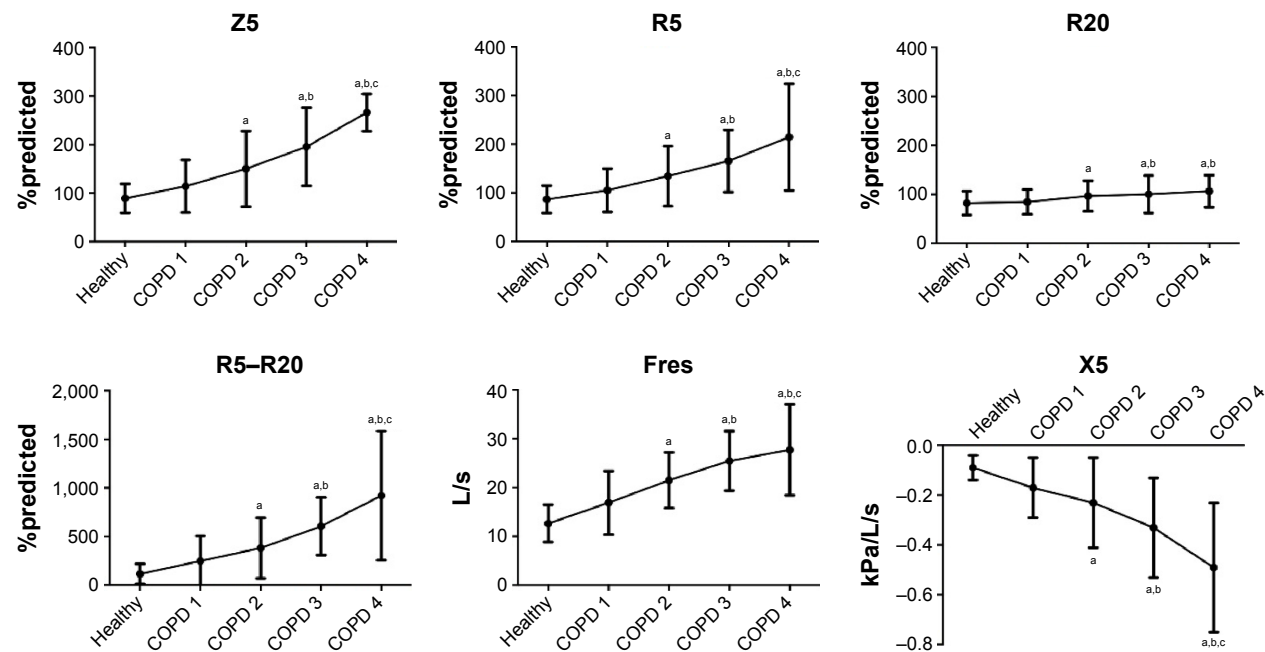 Z5
%predicted
400
300
200
100
0
a
a,b
a,b,c
Healthy
COPD 1
COPD 2
COPD 3
COPD 4
R5
%predicted
400
300
200
100
0
a
a,b
a,b,c
Healthy
COPD 1
COPD 2
COPD 3
COPD 4
R20
%predicted
400
300
200
100
0
a
a,b
a,b
Healthy
COPD 1
COPD 2
COPD 3
COPD 4
R5–R20
%predicted
2,000
1,500
1,000
500
0
a
a,b
a,b,c
Healthy
COPD 1
COPD 2
COPD 3
COPD 4
Fres
L/s
40
30
20
10
0
a
a,b
a,b,c
Healthy
COPD 1
COPD 2
COPD 3
COPD 4
X5
Healthy
COPD 1
COPD 2
COPD 3
COPD 4
kPa/L/s
0.0
–0.2
–0.4
–0.6
–0.8
a
a,b
a,b,c